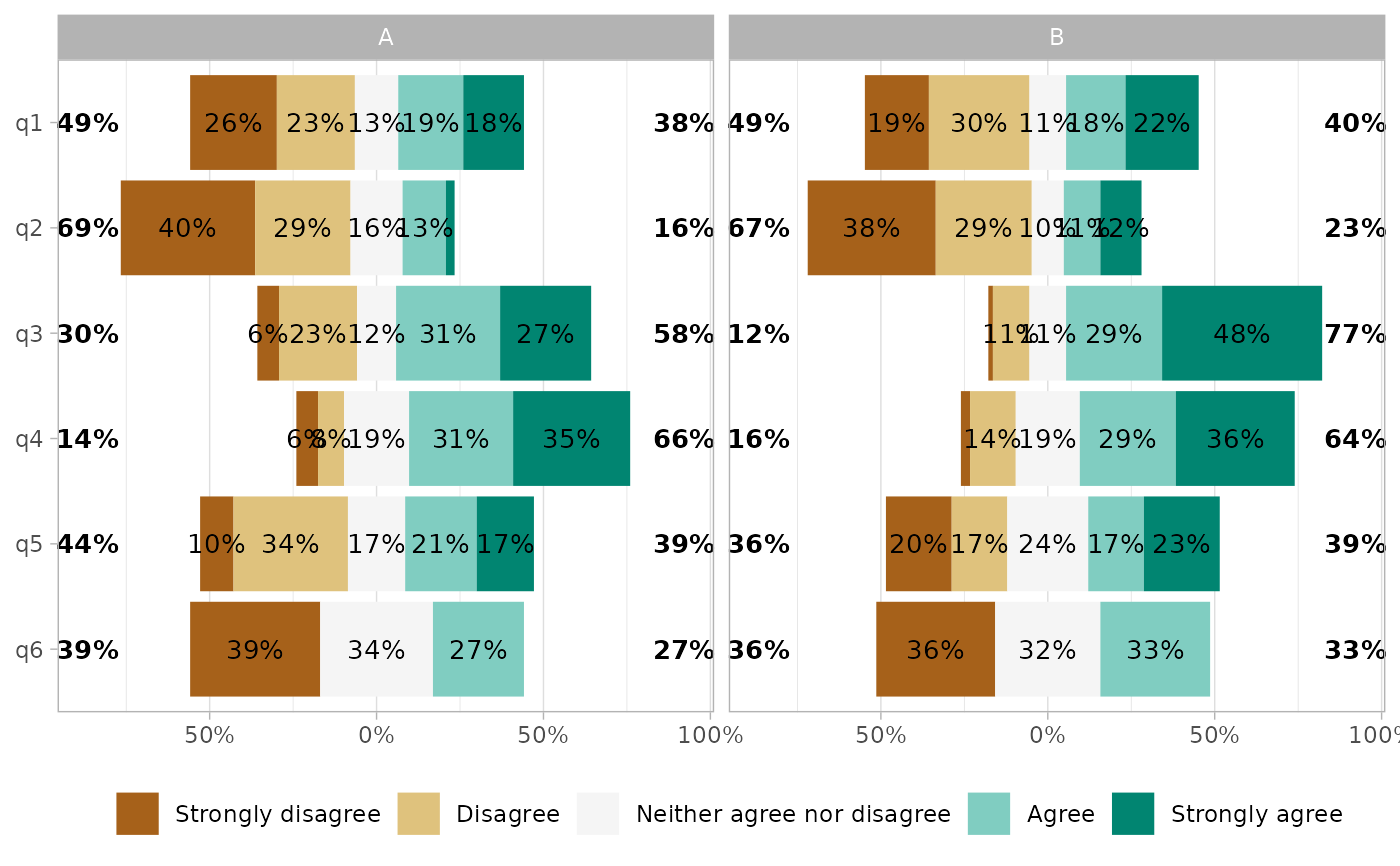 A B
q1 49% 26% 23% 13% 19% 18% 38% 49% 19% 30% 11% 18% 22% 40%
q2 69% 40% 29% 16% 13% 16% 67% 38% 29% 10% 11% 12% 23%
q3 30% 6% 23% 12% 31% 27% 58% 12% 11% 11% 29% 48% 77%
q4 14% 6% 8% 19% 31% 35% 66% 16% 14% 19% 29% 36% 64%
q5 44% 10% 34% 17% 21% 17% 39% 36% 20% 17% 24% 17% 23% 39%
q6 39% 39% 34% 27% 27% 36% 36% 32% 33% 33%
50% 0% 50% 100% 50% 0% 50% 100%
Strongly disagree Disagree Neither agree nor disagree Agree Strongly agree